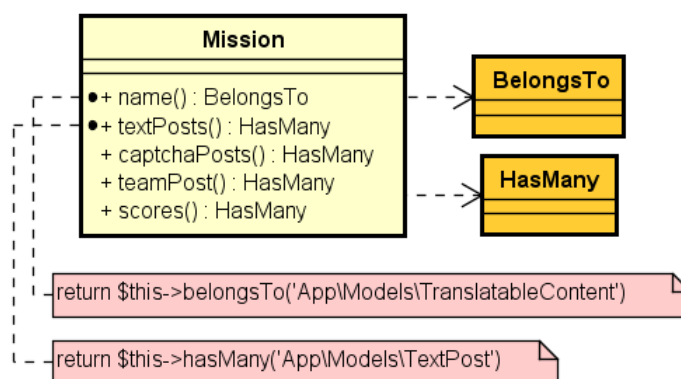 Mission
+ name() : BelongsTo
+ textPosts() : HasMany
+ captchaPosts() : HasMany
+ teamPost() : HasMany
+ scores() : HasMany
BelongsTo
HasMany
return $this->belongsTo('App\Models\TranslatableContent')
return $this->hasMany('App\Models\TextPost')